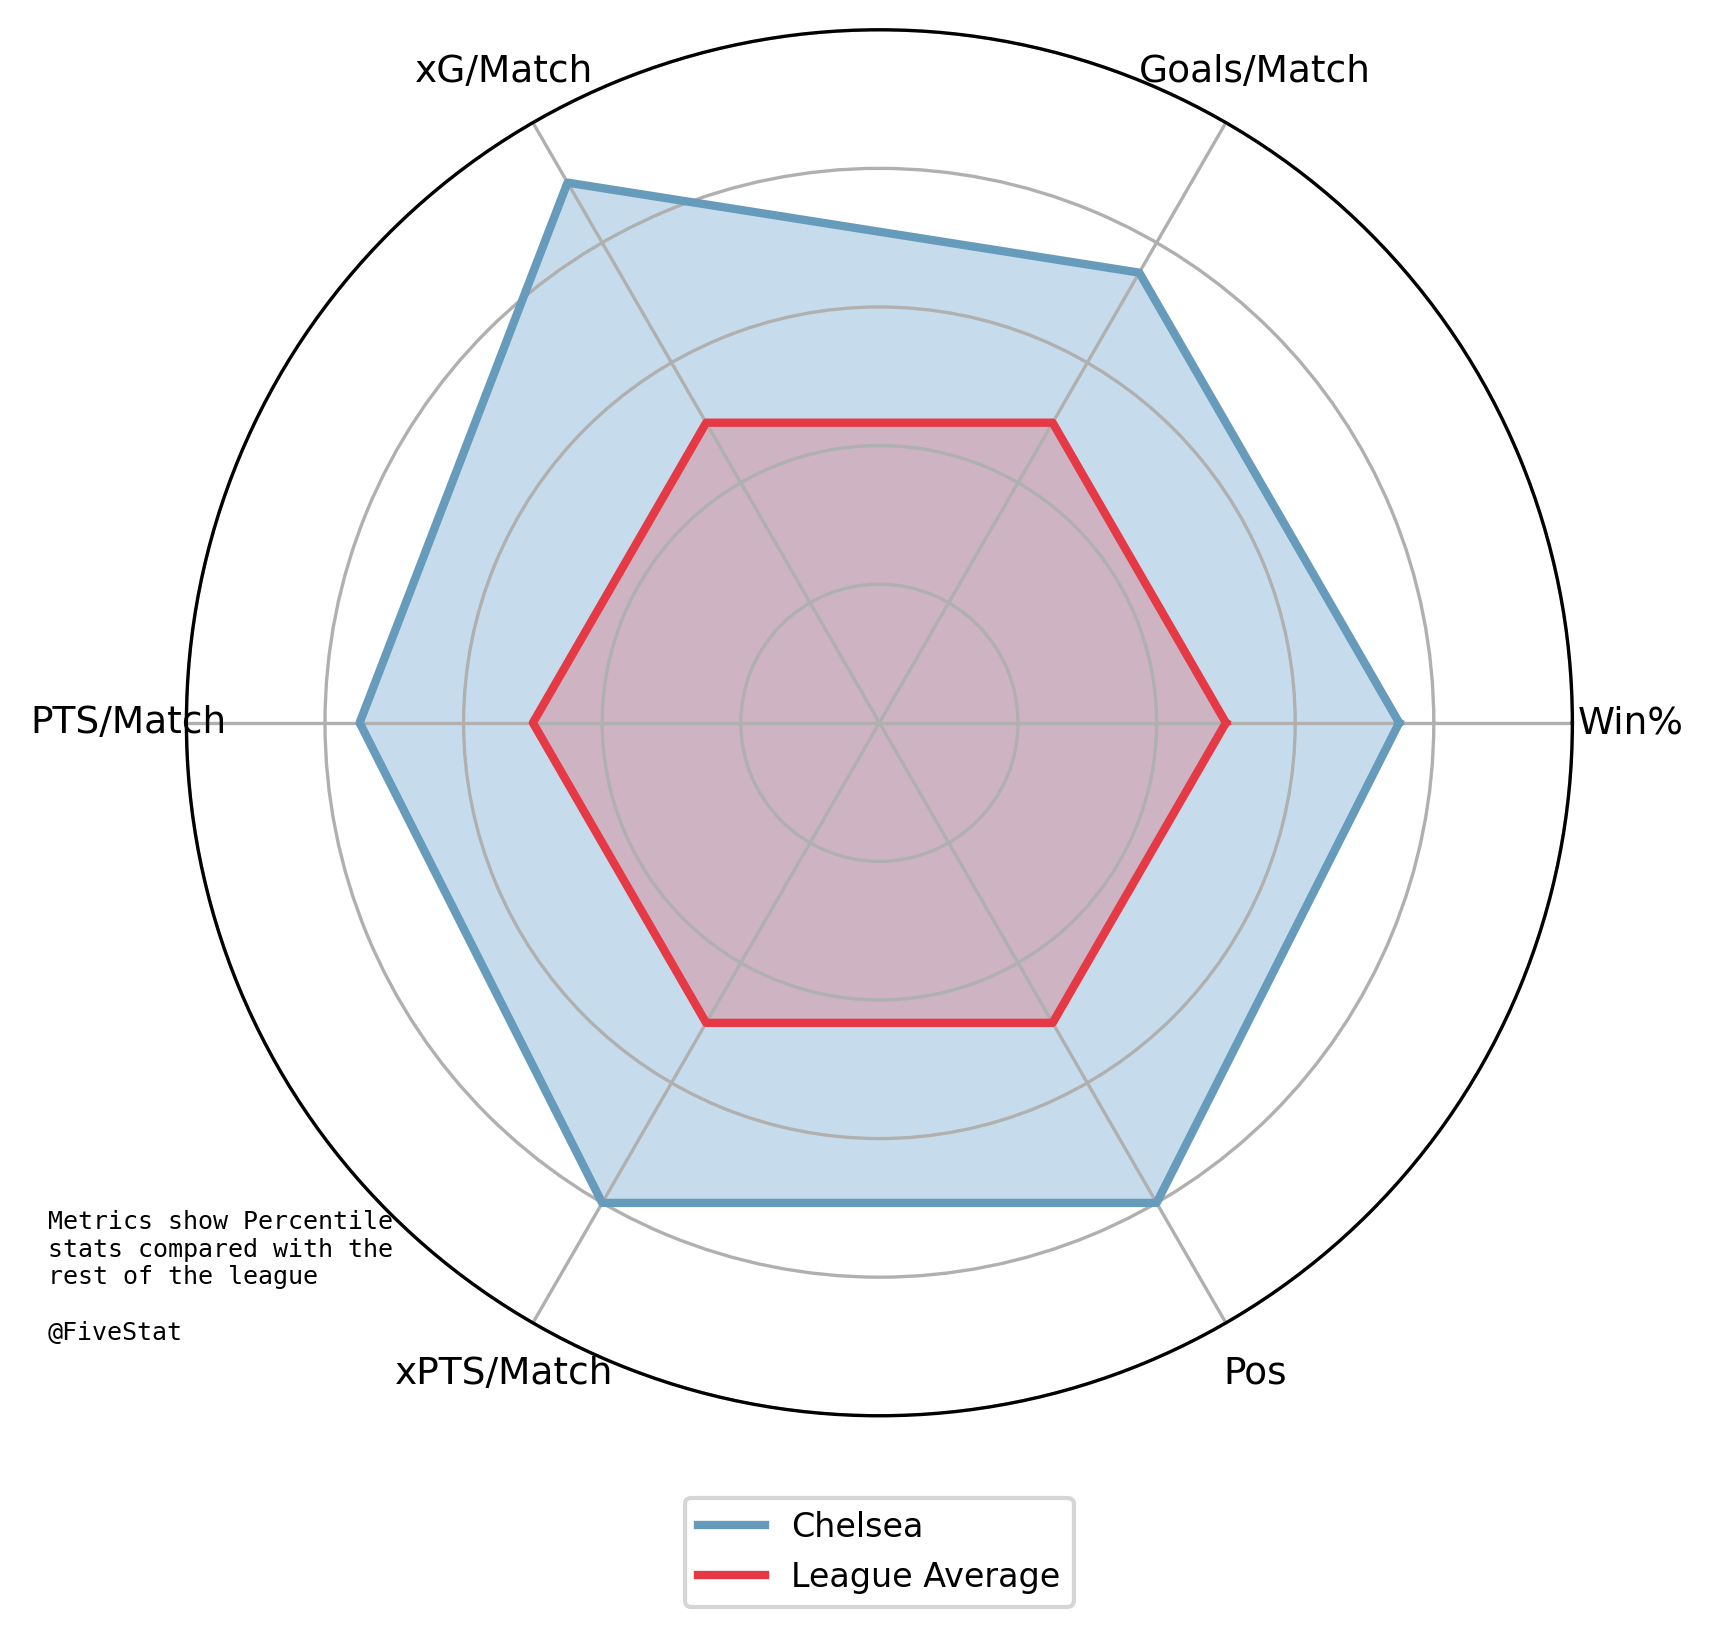 xG/Match
Goals/Match
PTS/Match
Win%
Metrics show Percentile
stats compared with the
rest of the league
@FiveStat
xPTS/Match
Pos
Chelsea
League Average